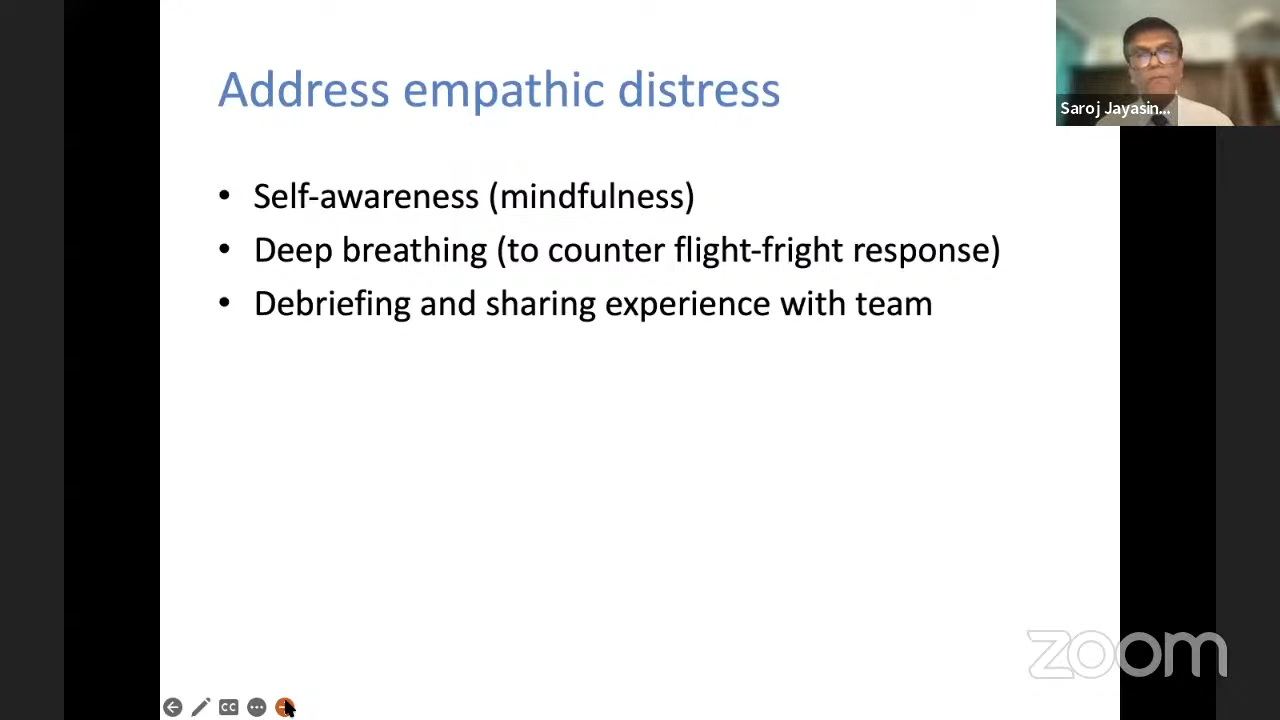 Address empathic distress
Saroj Jayasin...
• Self-awareness (mindfulness)
• Deep breathing (to counter flight-fright response)
• Debriefing and sharing experience with team
zoom
CC